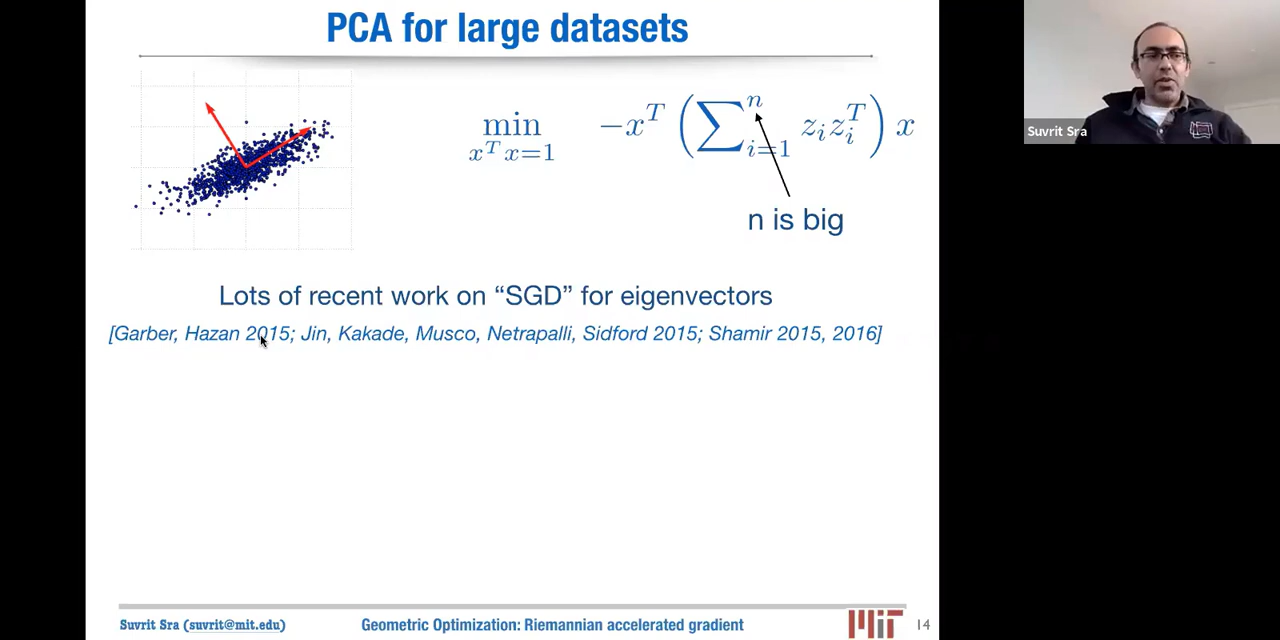 PCA for large datasets
min −x^T (∑ n z_i z_i^T) x
x^T x=1 i=1
n is big
Suvrit Sra
Lots of recent work on “SGD” for eigenvectors
[Garber, Hazan 2015; Jin, Kakade, Musco, Netrapalli, Sidford 2015; Shamir 2015, 2016]
Suvrit Sra (suvrit@mit.edu) Geometric Optimization: Riemannian accelerated gradient MIT 14